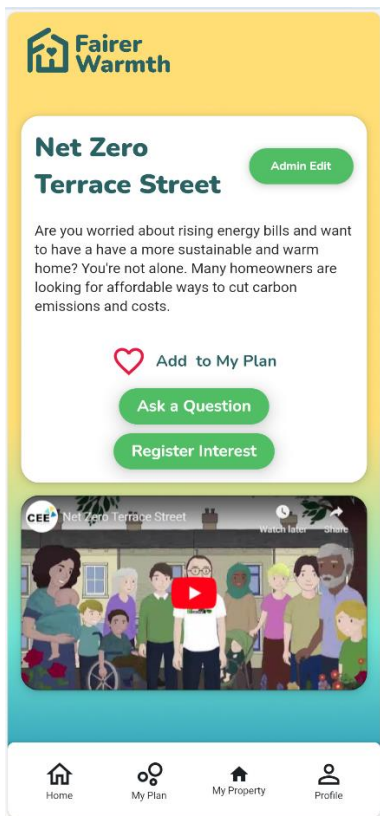 Fairer
Warmth
Net Zero
Terrace Street
Admin Edit
Are you worried about rising energy bills and want
to have a have a more sustainable and warm
home? You're not alone. Many homeowners are
looking for affordable ways to cut carbon
emissions and costs.
Add to My Plan
Ask a Question
Register Interest
CEE
Net Zero Terrace Street
Watch later
Share
Home
My Plan
My Property
Profile